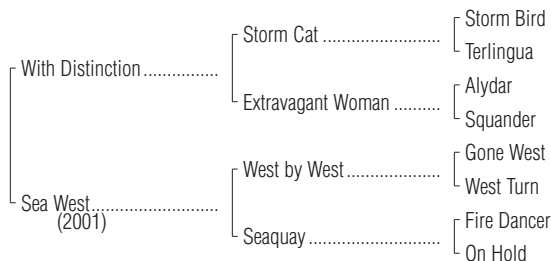 Storm Bird
Storm Cat ........................
Terlingua
With Distinction ...............
Alydar
Extravagant Woman ..........
Squander
Gone West
West by West ...................
West Turn
Sea West .........................
(2001)
Fire Dancer
Seaquay ..........................
On Hold